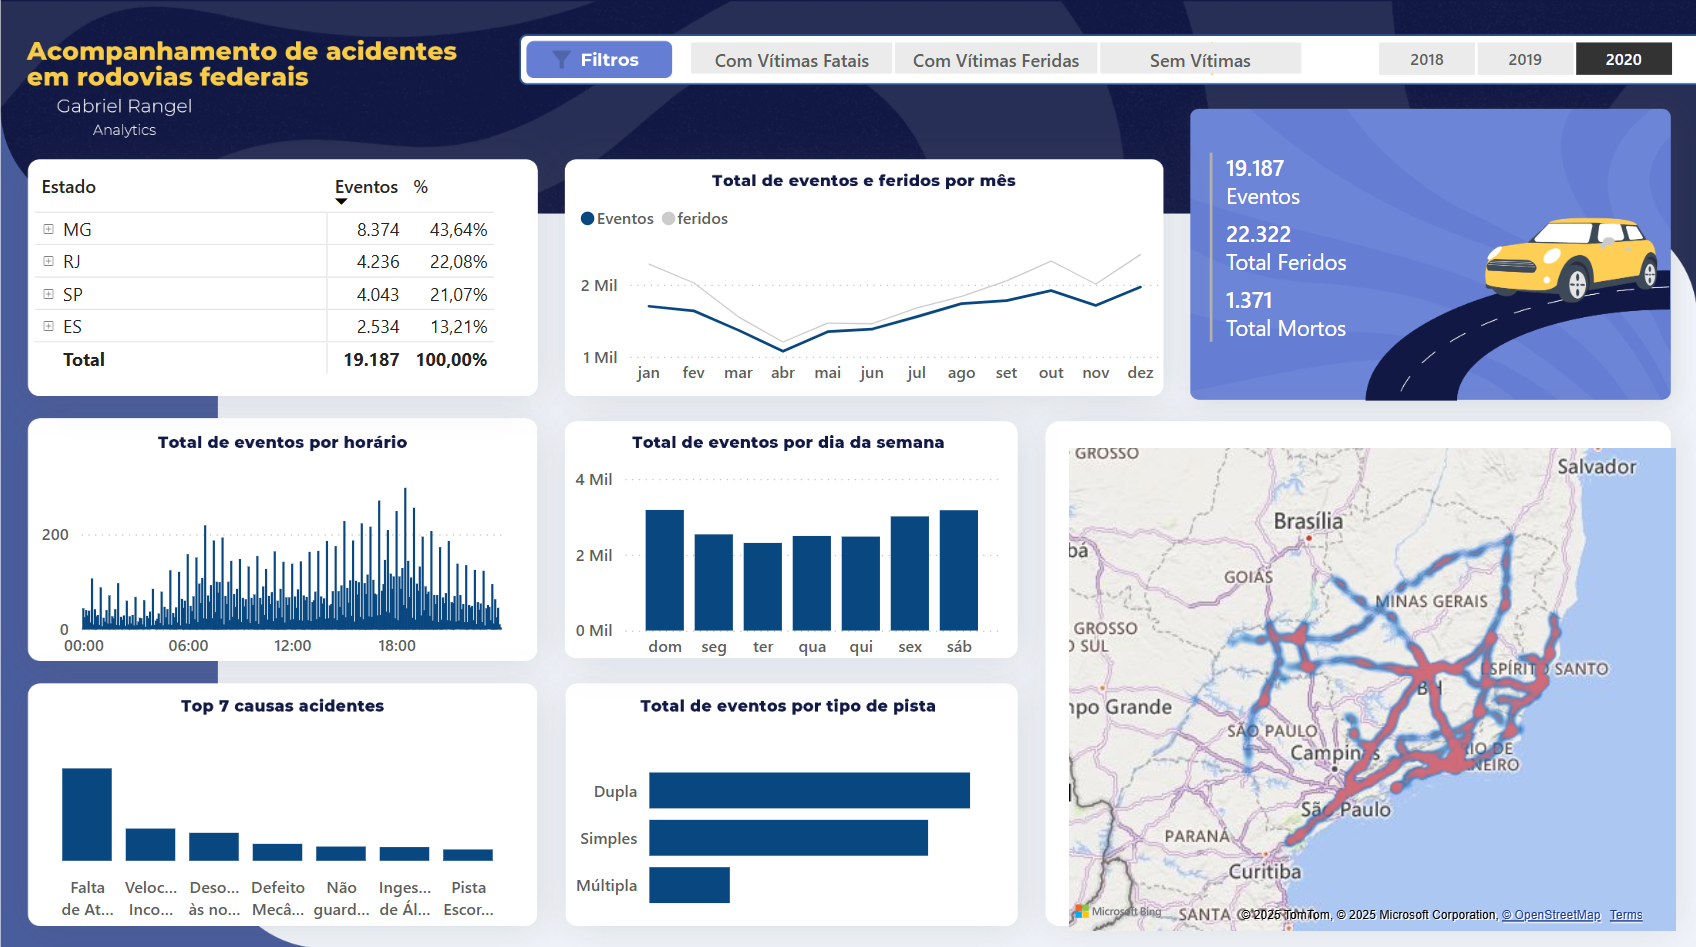 Acompanhamento de acidentes
em rodovias federais
Gabriel Rangel
Analytics
Filtros
Com Vítimas Fatais
Com Vítimas Feridas
Sem Vítimas
2018
2019
2020
Estado Eventos %
MG 8.374 43,64%
RJ 4.236 22,08%
SP 4.043 21,07%
ES 2.534 13,21%
Total 19.187 100,00%
Total de eventos e feridos por mês
Eventos feridos
2 Mil
1 Mil
jan fev mar abr mai jun jul ago set out nov dez
19.187
Eventos
22.322
Total Feridos
1.371
Total Mortos
Total de eventos por horário
200
0
00:00 06:00 12:00 18:00
Total de eventos por dia da semana
4 Mil
2 Mil
0 Mil
dom seg ter qua qui sex sáb
Top 7 causas acidentes
Falta Veloc... Deso... Defeito Não Inges... Pista
de At... Inco... às no... Mecâ... guard... de Ál... Escor...
Total de eventos por tipo de pista
Dupla
Simples
Múltipla
GROSSO
Salvador
Brasília
bá
GOIÁS
MINAS GERAIS
GROSSO
O SUL
ESPÍRITO SANTO
BH
mpo Grande
SÃO PAULO
Campinas
RIO DE
JANEIRO
São Paulo
PARANÁ
Curitiba
Microsoft Bing
SANTA
© 2025 TomTom, © 2025 Microsoft Corporation, © OpenStreetMap Terms